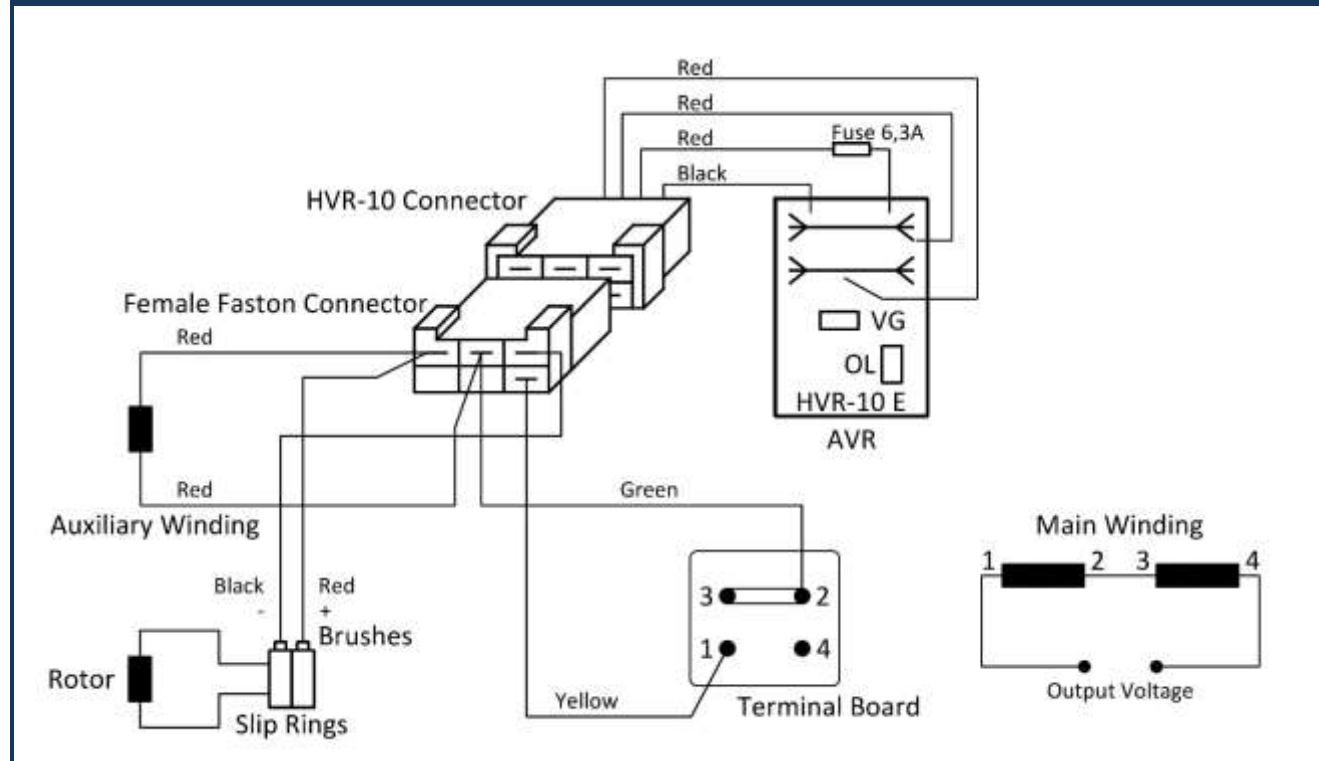 Red
Red
Red
Fuse 6,3A
Black
HVR-10 Connector
Female Faston Connector
Red
VG
OL
HVR-10 E
AVR
Red
Green
Auxiliary Winding
Main Winding
1
2
3
4
Black
Red
-
+
Brushes
3
2
1
4
Rotor
Slip Rings
Yellow
Terminal Board
Output Voltage